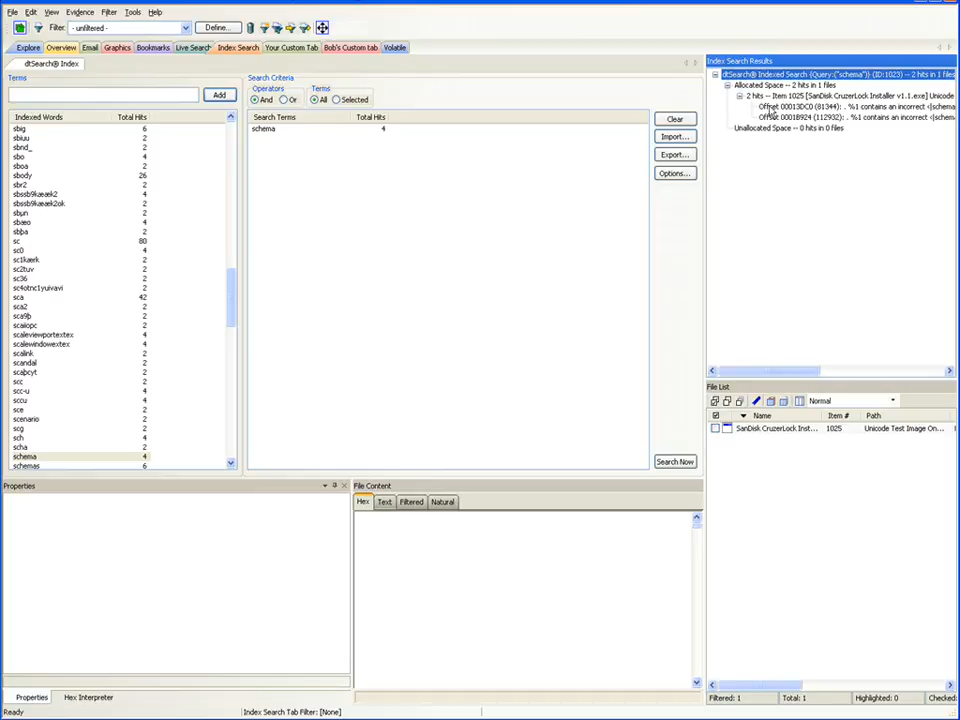 File Edit View Evidence Filter Tools Help
Filter: - unfiltered - Define...
Explore Overview Email Graphics Bookmarks Live Search Index Search Your Custom Tab Bob's Custom tab Volatile
dtSearch® Index
Terms
Add
Indexed Words Total Hits
sbig 6
sbiuu 2
sbnd_ 2
sbo 4
sboa 2
sbody 26
sbr2 2
sbssb9kææk2 4
sbssb9kææk2ok 2
sbµn 2
sbæo 4
sbþa 2
sc 80
sc0 4
sc1kærk 2
sc2tuv 2
sc36 2
sc4otnc1yuivavi 2
sca 42
sca2 2
sca9þ 2
scaiiopc 2
scaleviewportextex 4
scalewindowextex 4
scalink 2
scandal 2
scaþcyt 2
scc 2
scc-u 4
sccu 4
sce 2
scenario 2
scg 2
sch 4
scha 2
schema 4
schemas 6
Search Criteria
Operators
And Or
Terms
All Selected
Search Terms Total Hits
schema 4
Clear
Import...
Export...
Options...
Search Now
Index Search Results
dtSearch® Indexed Search {Query:("schema")} (ID:1023) -- 2 hits in 1 files
Allocated Space -- 2 hits in 1 files
2 hits -- Item 1025 [SanDisk CruzerLock Installer v1.1.exe] Unicode
Offset 00013DC0 (81344): . %1 contains an incorrect <|schema
Offset 0001B924 (112932): . %1 contains an incorrect <|schema
Unallocated Space -- 0 hits in 0 files
File List
Normal
Name Item # Path
SanDisk CruzerLock Inst... 1025 Unicode Test Image On...
Properties
File Content
Hex Text Filtered Natural
Properties Hex Interpreter
Filtered: 1 Total: 1 Highlighted: 0 Checked:
Ready Index Search Tab Filter: [None]